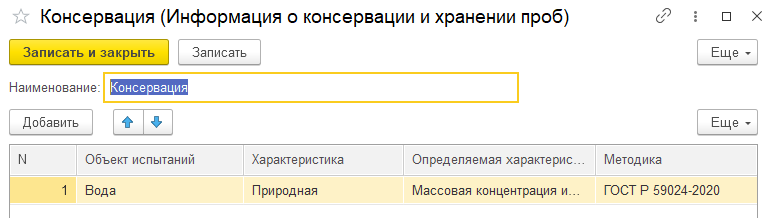 Консервация (Информация о консервации и хранении проб)
Записать и закрыть Записать Еще
Наименование: Консервация
Добавить Еще
N Объект испытаний Характеристика Определяемая характерис... Методика
1 Вода Природная Массовая концентрация и... ГОСТ Р 59024-2020